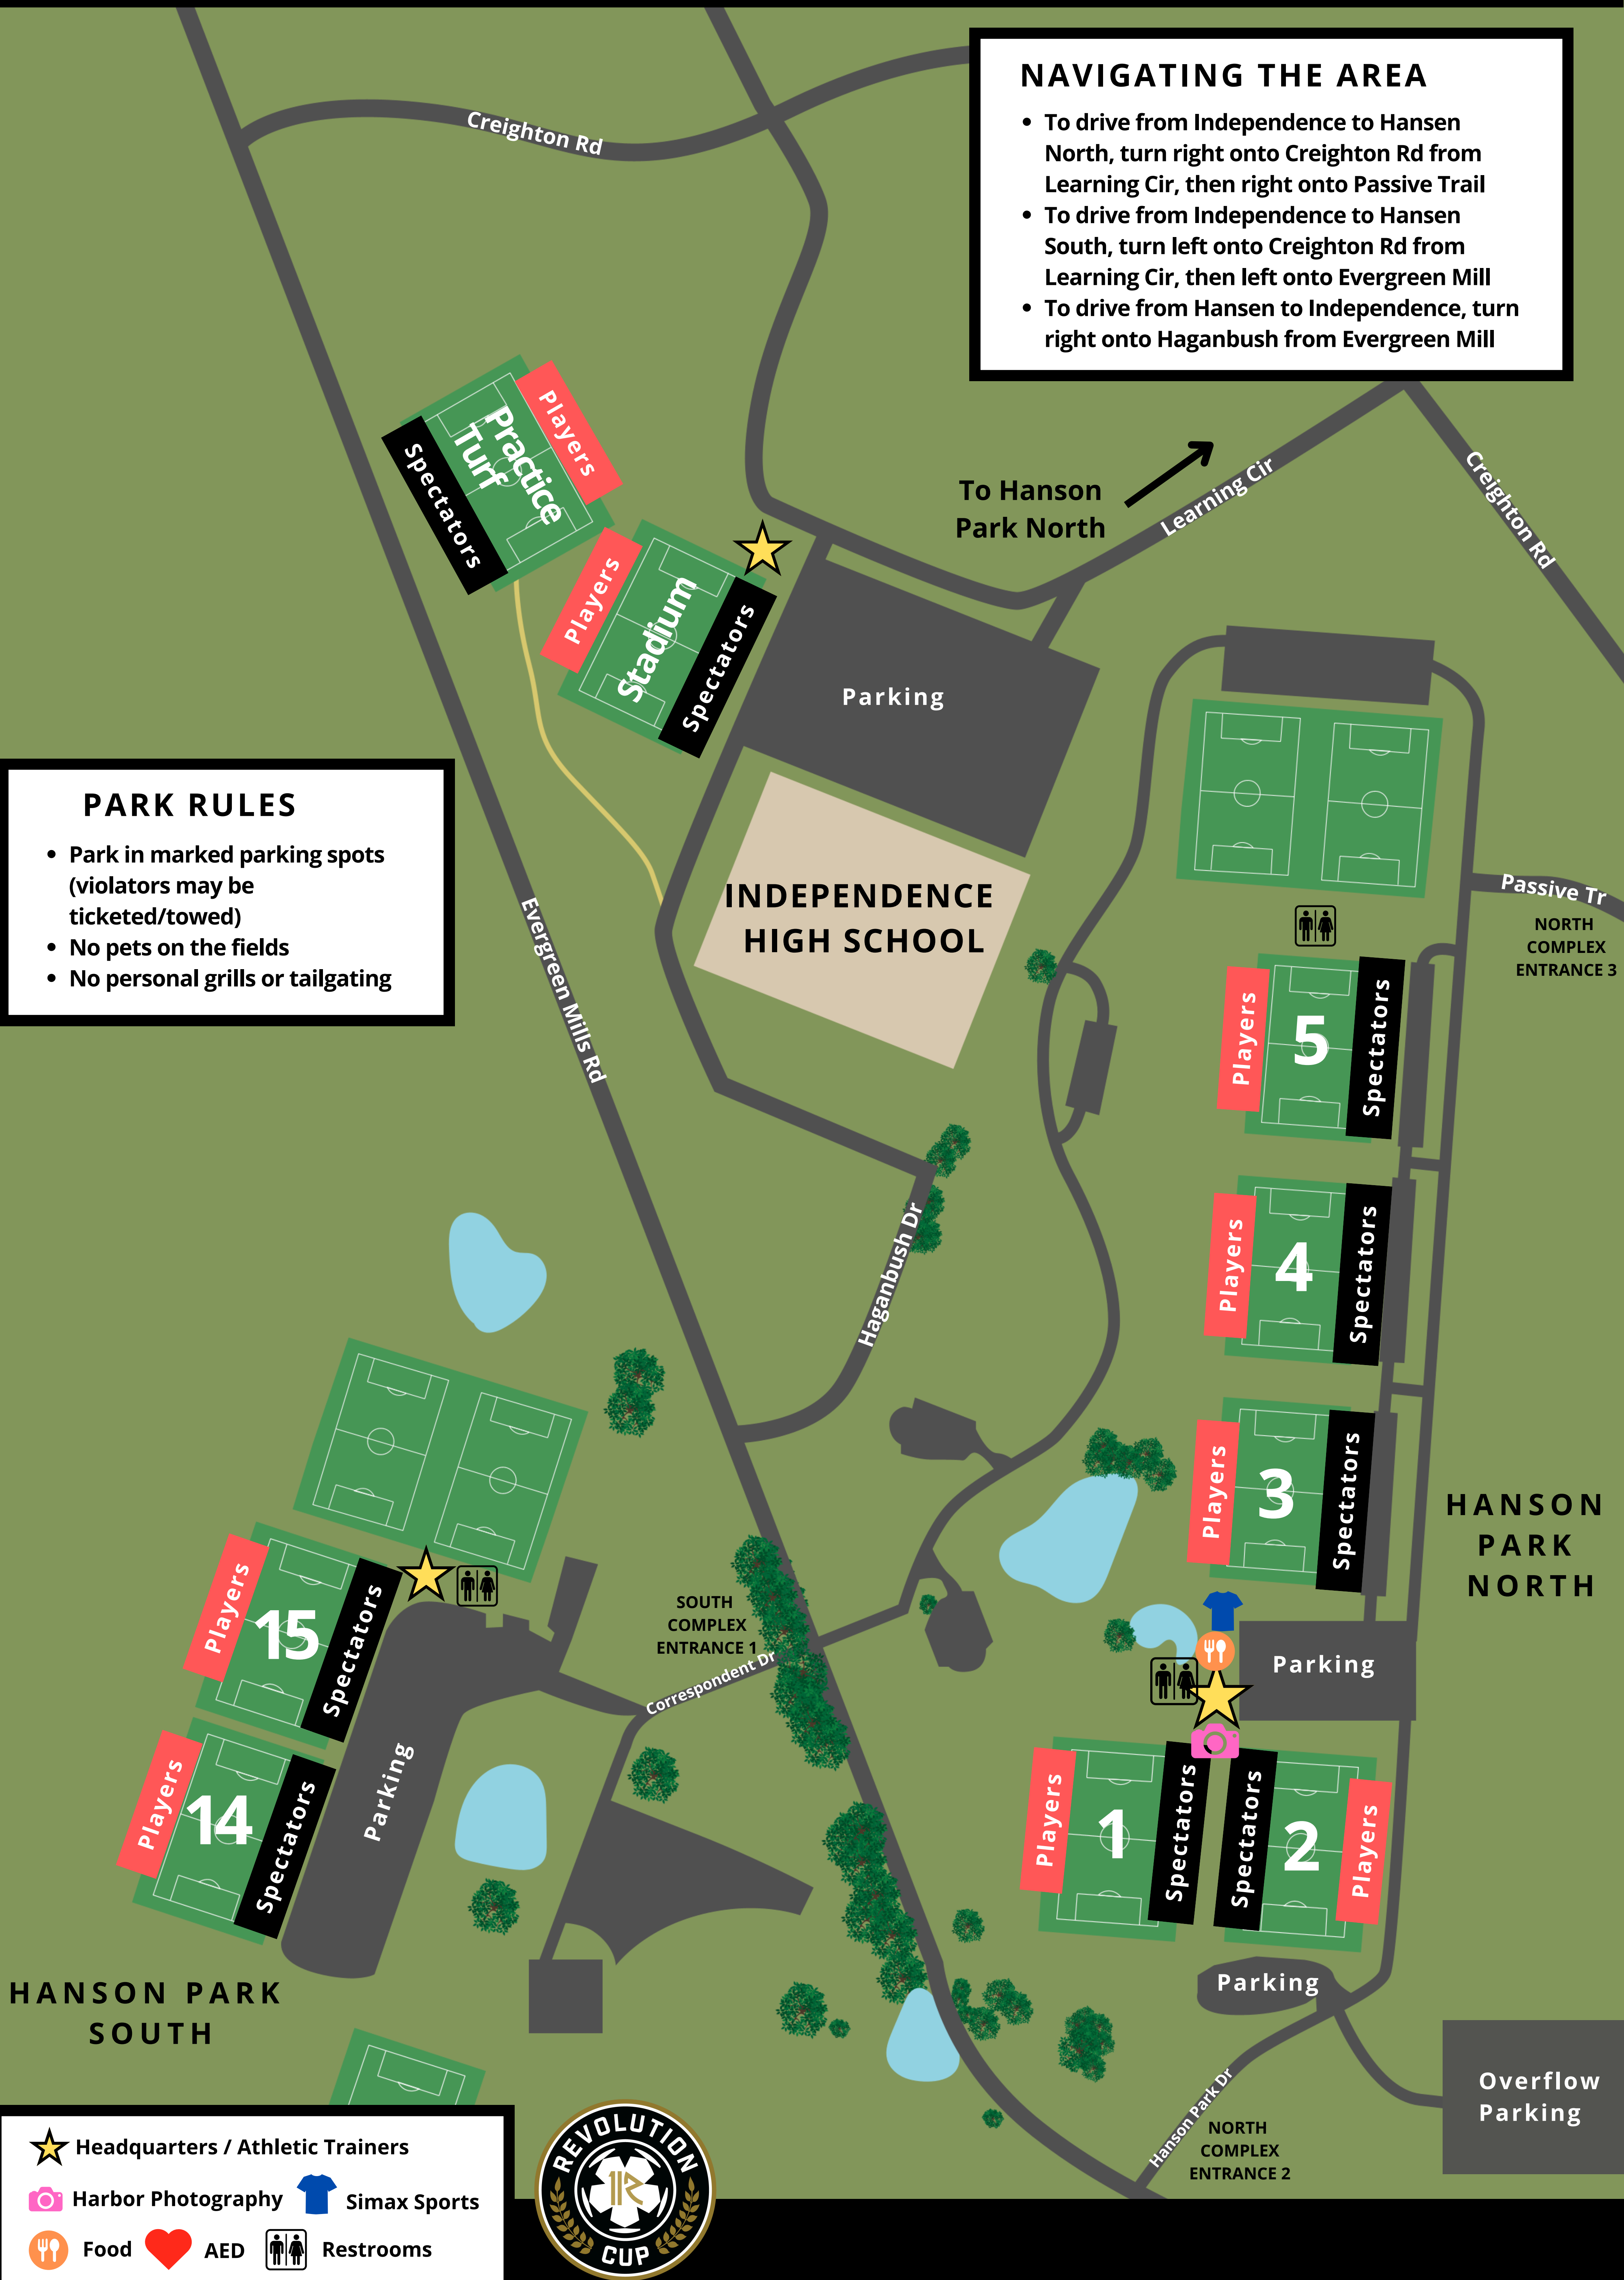 NAVIGATING THE AREA
• To drive from Independence to Hansen
North, turn right onto Creighton Rd from
Learning Cir, then right onto Passive Trail
• To drive from Independence to Hansen
South, turn left onto Creighton Rd from
Learning Cir, then left onto Evergreen Mill
• To drive from Hansen to Independence, turn
right onto Haganbush from Evergreen Mill
Creighton Rd
Players
Practice
Turf
Spectators
To Hanson
Park North
Learning Cir
Creighton Rd
Players
Stadium
Spectators
Parking
PARK RULES
• Park in marked parking spots
(violators may be
ticketed/towed)
• No pets on the fields
• No personal grills or tailgating
INDEPENDENCE
HIGH SCHOOL
Evergreen Mills Rd
Passive Tr
NORTH
COMPLEX
ENTRANCE 3
Players
5
Spectators
Haganbush Dr
Players
4
Spectators
Players
3
Spectators
HANSON
PARK
NORTH
Players
15
Spectators
SOUTH
COMPLEX
ENTRANCE 1
Correspondent Dr
Parking
Players
14
Spectators
Parking
Players
1
Spectators
Spectators
2
Players
Parking
HANSON PARK
SOUTH
Hanson Park Dr
NORTH
COMPLEX
ENTRANCE 2
Overflow
Parking
Headquarters / Athletic Trainers
Harbor Photography
Simax Sports
Food
AED
Restrooms
REVOLUTION
CUP